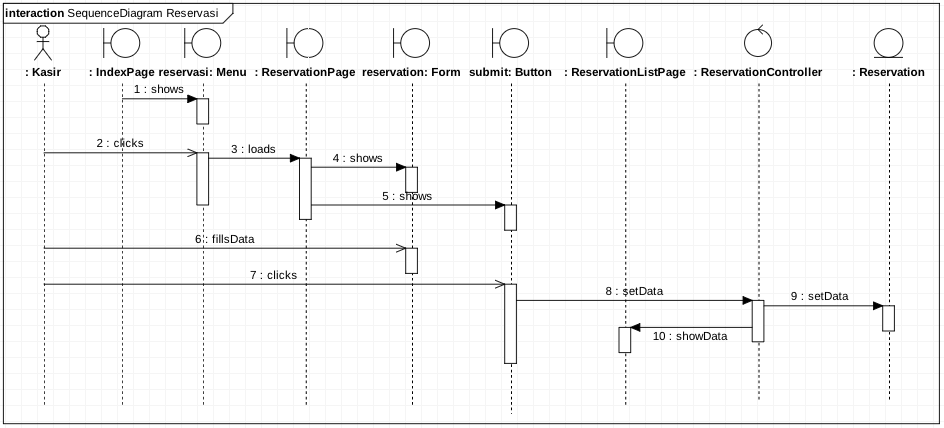 interaction SequenceDiagram Reservasi
: Kasir
: IndexPage
reservasi: Menu
: ReservationPage
reservation: Form
submit: Button
: ReservationListPage
: ReservationController
: Reservation
1 : shows
2 : clicks
3 : loads
4 : shows
5 : shows
6 : fillsData
7 : clicks
8 : setData
9 : setData
10 : showData